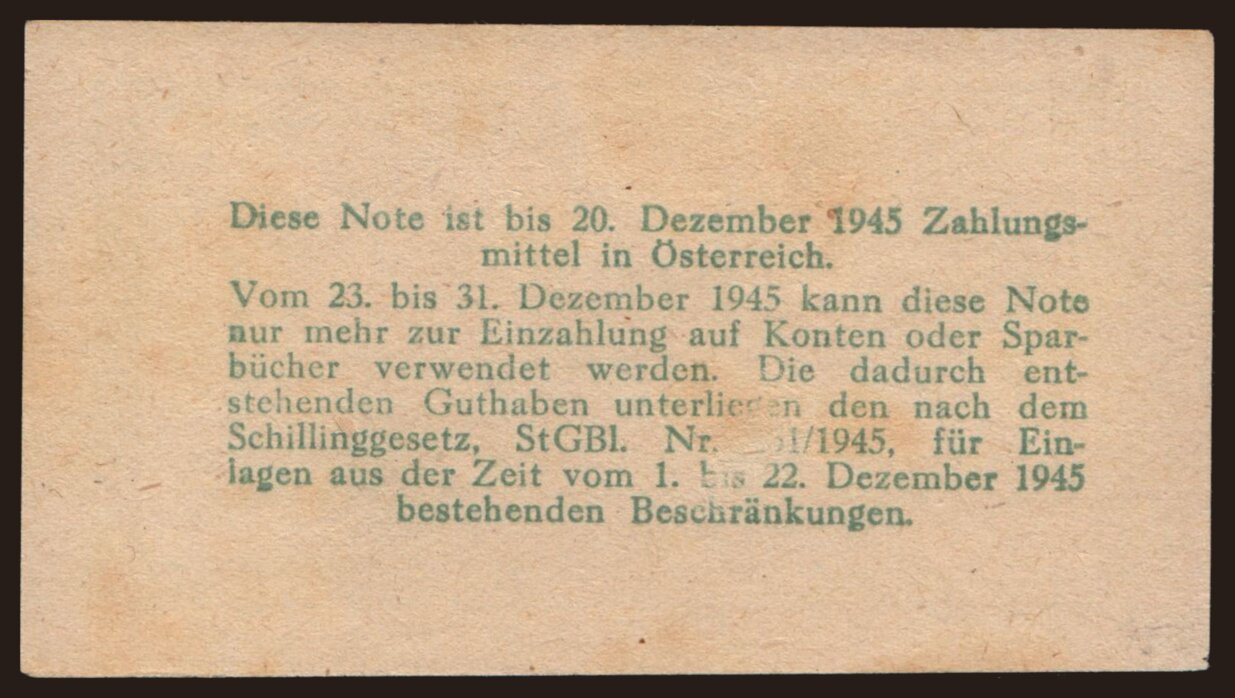 Diese Note ist bis 20. Dezember 1945 Zahlungs-
mittel in Österreich.
Vom 23. bis 31. Dezember 1945 kann diese Note
nur mehr zur Einzahlung auf Konten oder Spar-
bücher verwendet werden. Die dadurch ent-
stehenden Guthaben unterliegen den nach dem
Schillinggesetz, StGBl. Nr. für Ein-
lagen aus der Zeit vom 1. bis 22. Dezember 1945
bestehenden Beschränkungen.